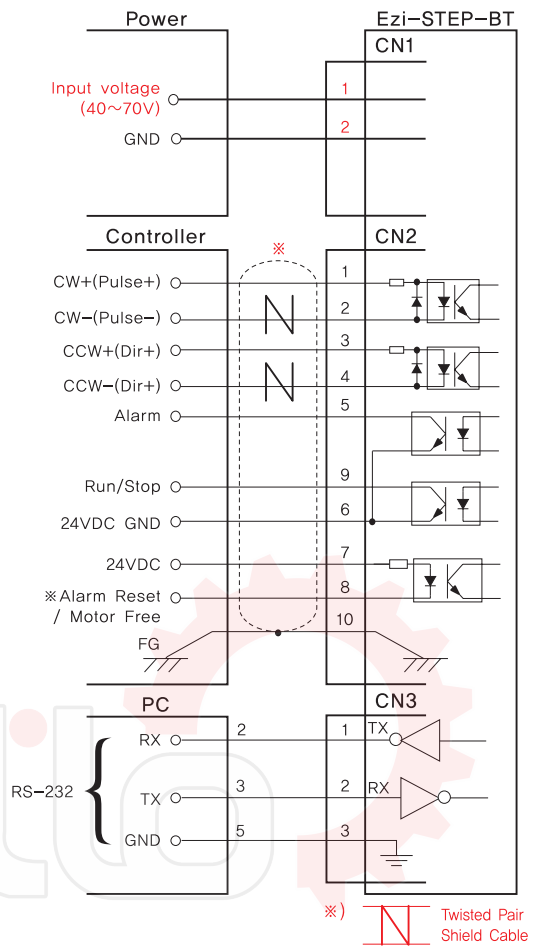 Power
Ezi-STEP-BT
CN1
Input voltage
(40~70V)
1
GND
2
Controller
CN2
※
CW+(Pulse+)
1
CW-(Pulse-)
2
CCW+(Dir+)
3
CCW-(Dir+)
4
Alarm
5
Run/Stop
9
24VDC GND
6
24VDC
7
※Alarm Reset
/ Motor Free
8
FG
10
PC
CN3
RS-232
RX
2
1
TX
TX
3
2
RX
GND
5
3
※)
Twisted Pair
Shield Cable